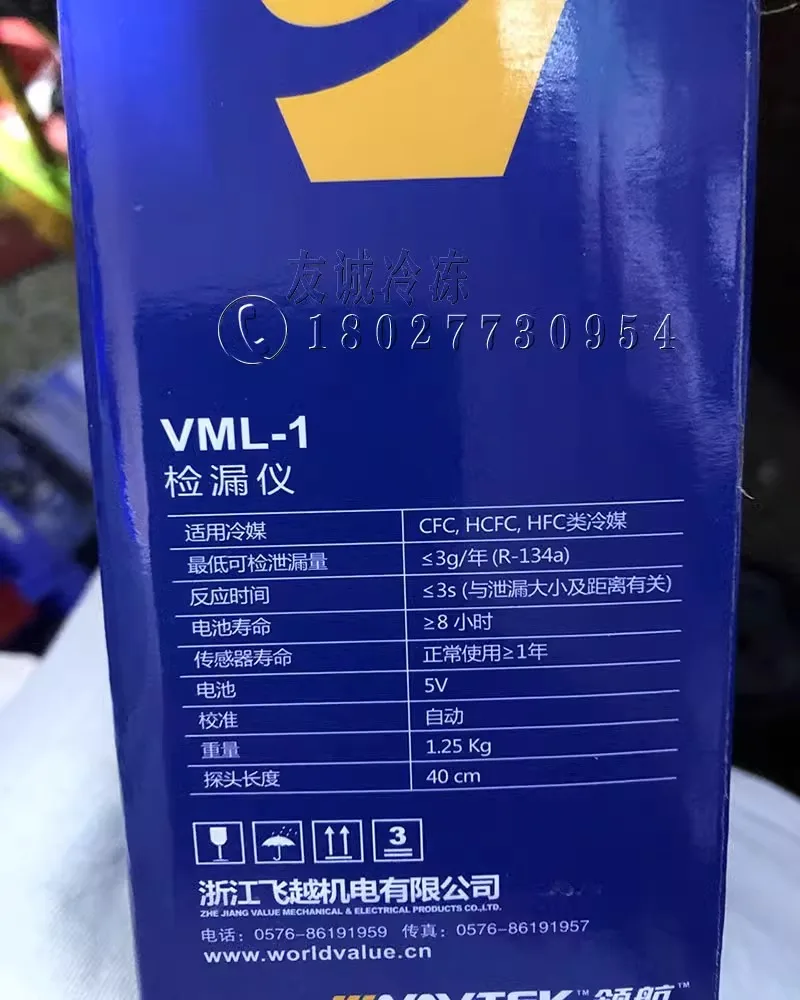 友诚冷冻
18027730954
VML-1
检漏仪
适用冷媒 CFC, HCFC, HFC类冷媒
最低可检泄漏量 ≤3g/年 (R-134a)
反应时间 ≤3s (与泄漏大小及距离有关)
电池寿命 ≥8 小时
传感器寿命 正常使用≥1年
电池 5V
校准 自动
重量 1.25 Kg
探头长度 40 cm
3
浙江飞越机电有限公司
ZHE JIANG VALUE MECHANICAL & ELECTRICAL PRODUCTS CO.,LTD.
电话: 0576-86191959 传真: 0576-86191957
www.worldvalue.cn
™ 领航™